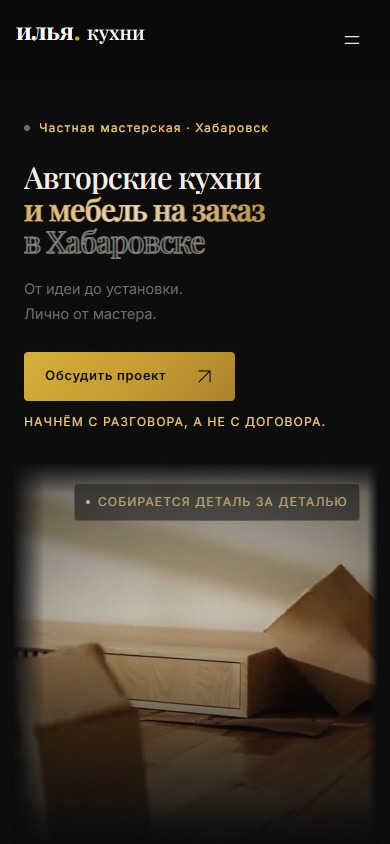 илья. кухни
Частная мастерская · Хабаровск
Авторские кухни
и мебель на заказ
в Хабаровске
От идеи до установки.
Лично от мастера.
Обсудить проект
НАЧНЁМ С РАЗГОВОРА, А НЕ С ДОГОВОРА.
СОБИРАЕТСЯ ДЕТАЛЬ ЗА ДЕТАЛЬЮ